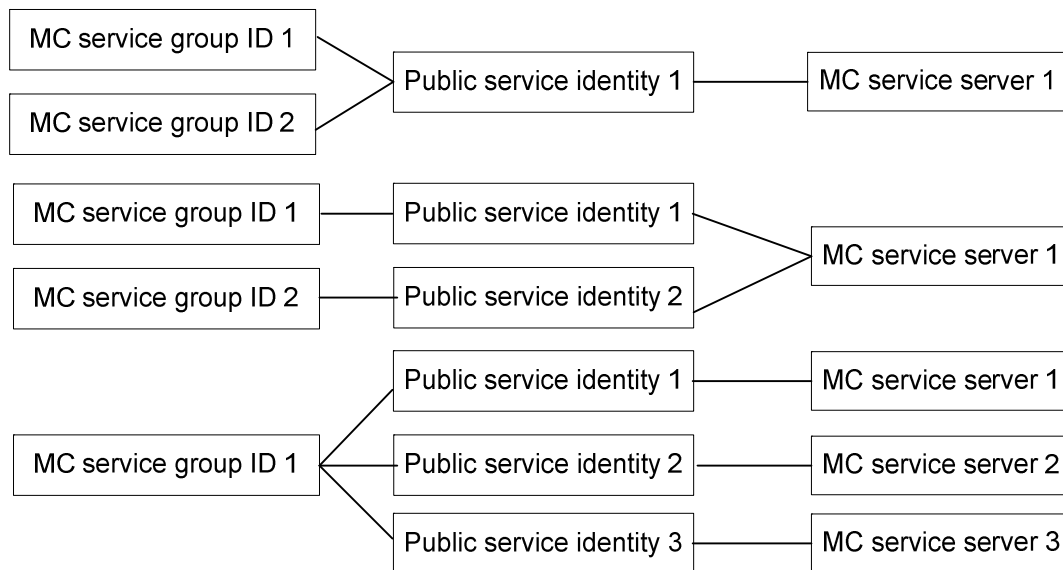 MC service group ID 1
Public service identity 1
MC service server 1
MC service group ID 2
MC service group ID 1
Public service identity 1
MC service server 1
MC service group ID 2
Public service identity 2
Public service identity 1
MC service server 1
MC service group ID 1
Public service identity 2
MC service server 2
Public service identity 3
MC service server 3